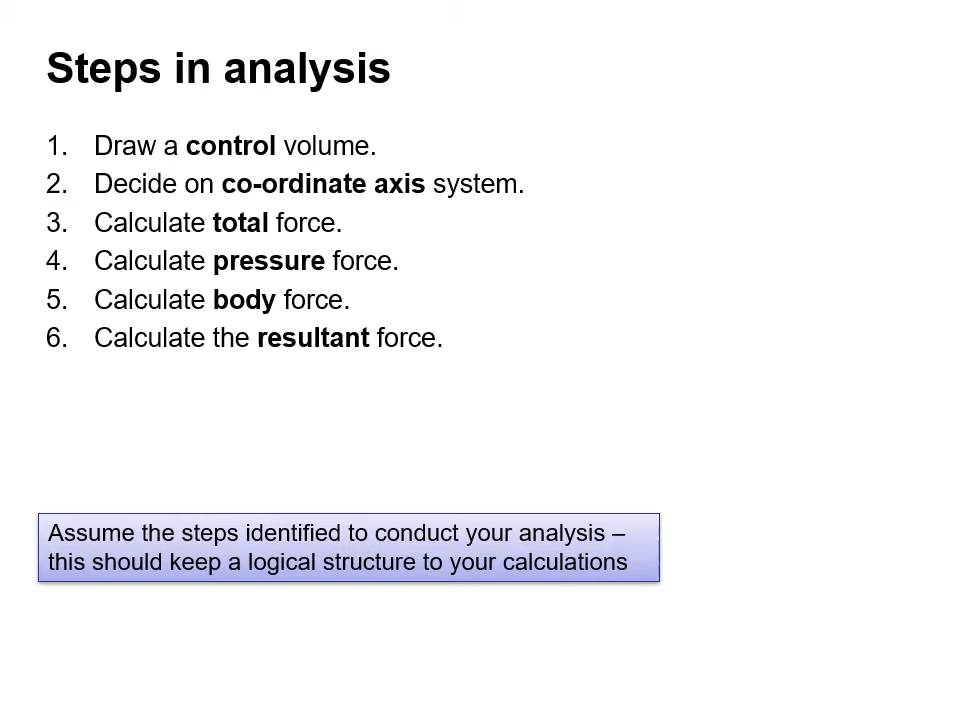 Steps in analysis
1. Draw a control volume.
2. Decide on co-ordinate axis system.
3. Calculate total force.
4. Calculate pressure force.
5. Calculate body force.
6. Calculate the resultant force.
Assume the steps identified to conduct your analysis –
this should keep a logical structure to your calculations